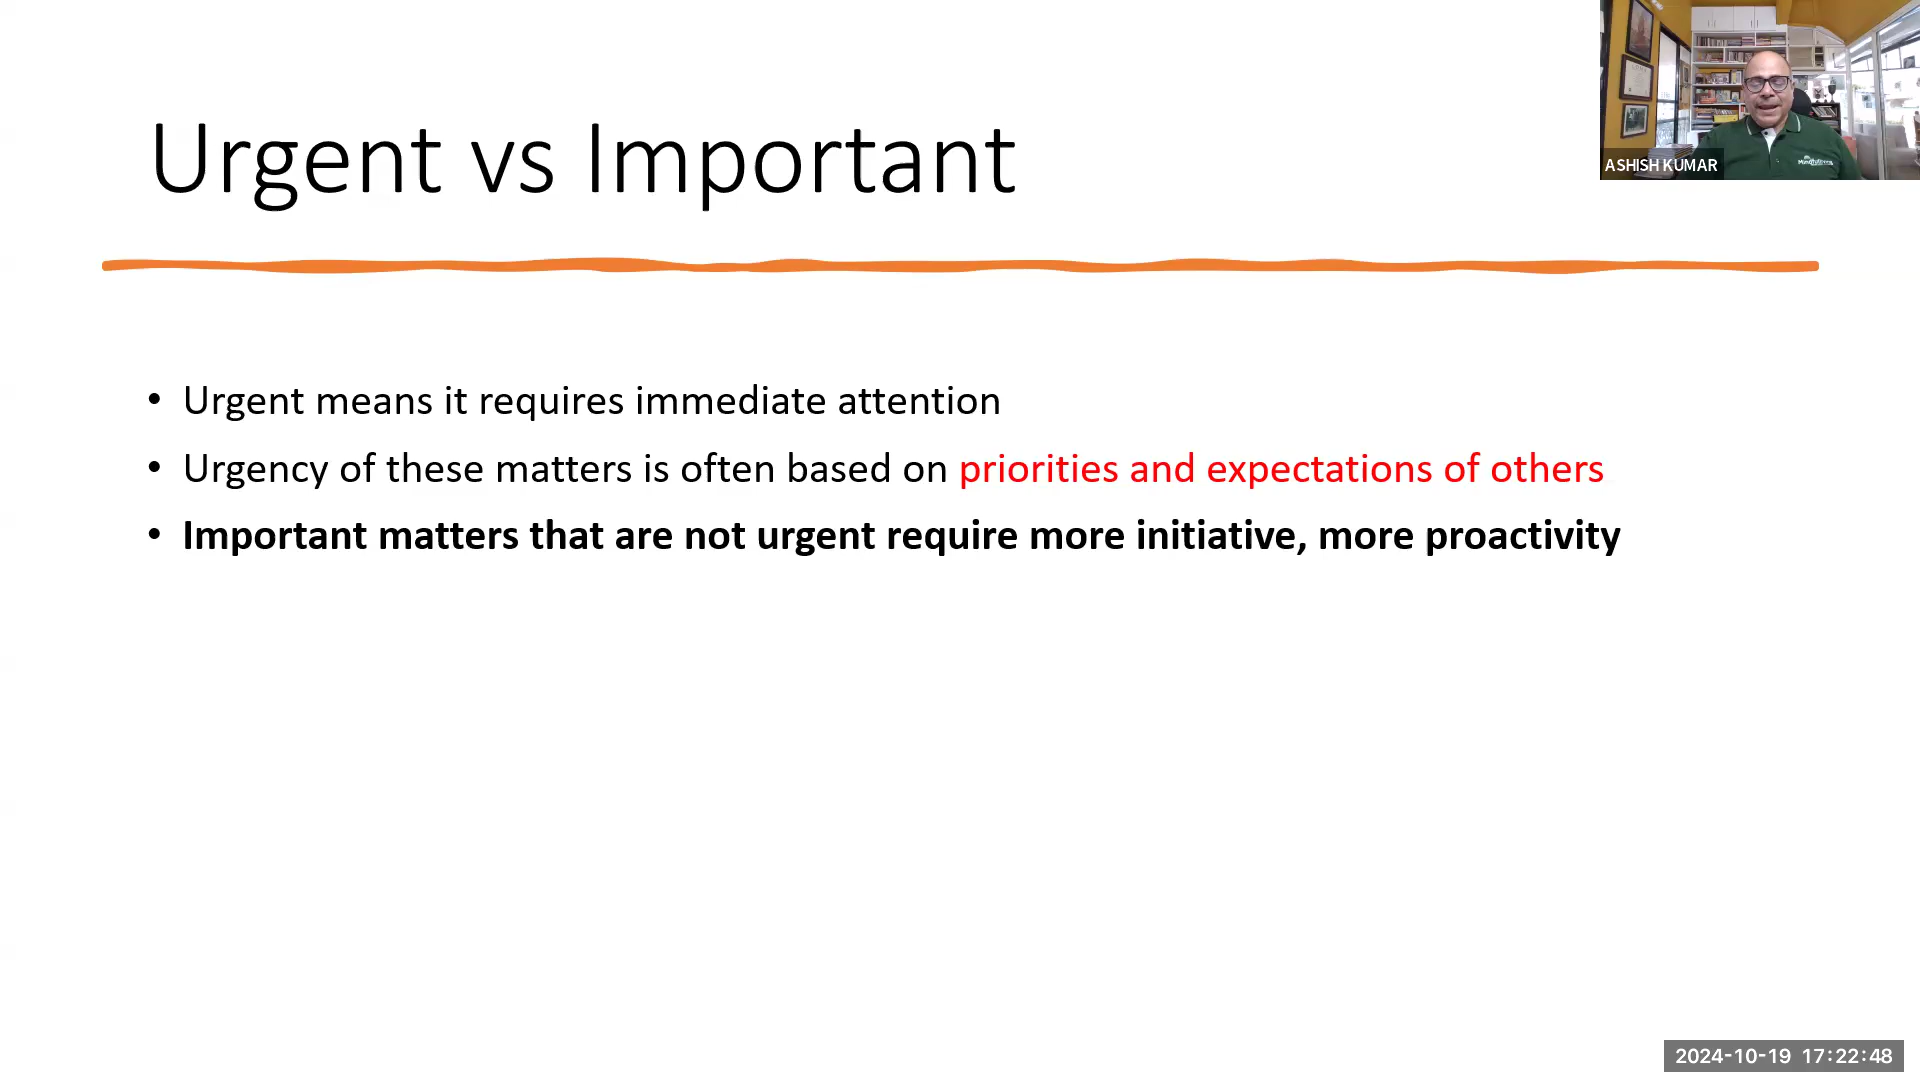 Urgent vs Important
ASHISH KUMAR
• Urgent means it requires immediate attention
• Urgency of these matters is often based on priorities and expectations of others
• Important matters that are not urgent require more initiative, more proactivity
2024-10-19 17:22:48